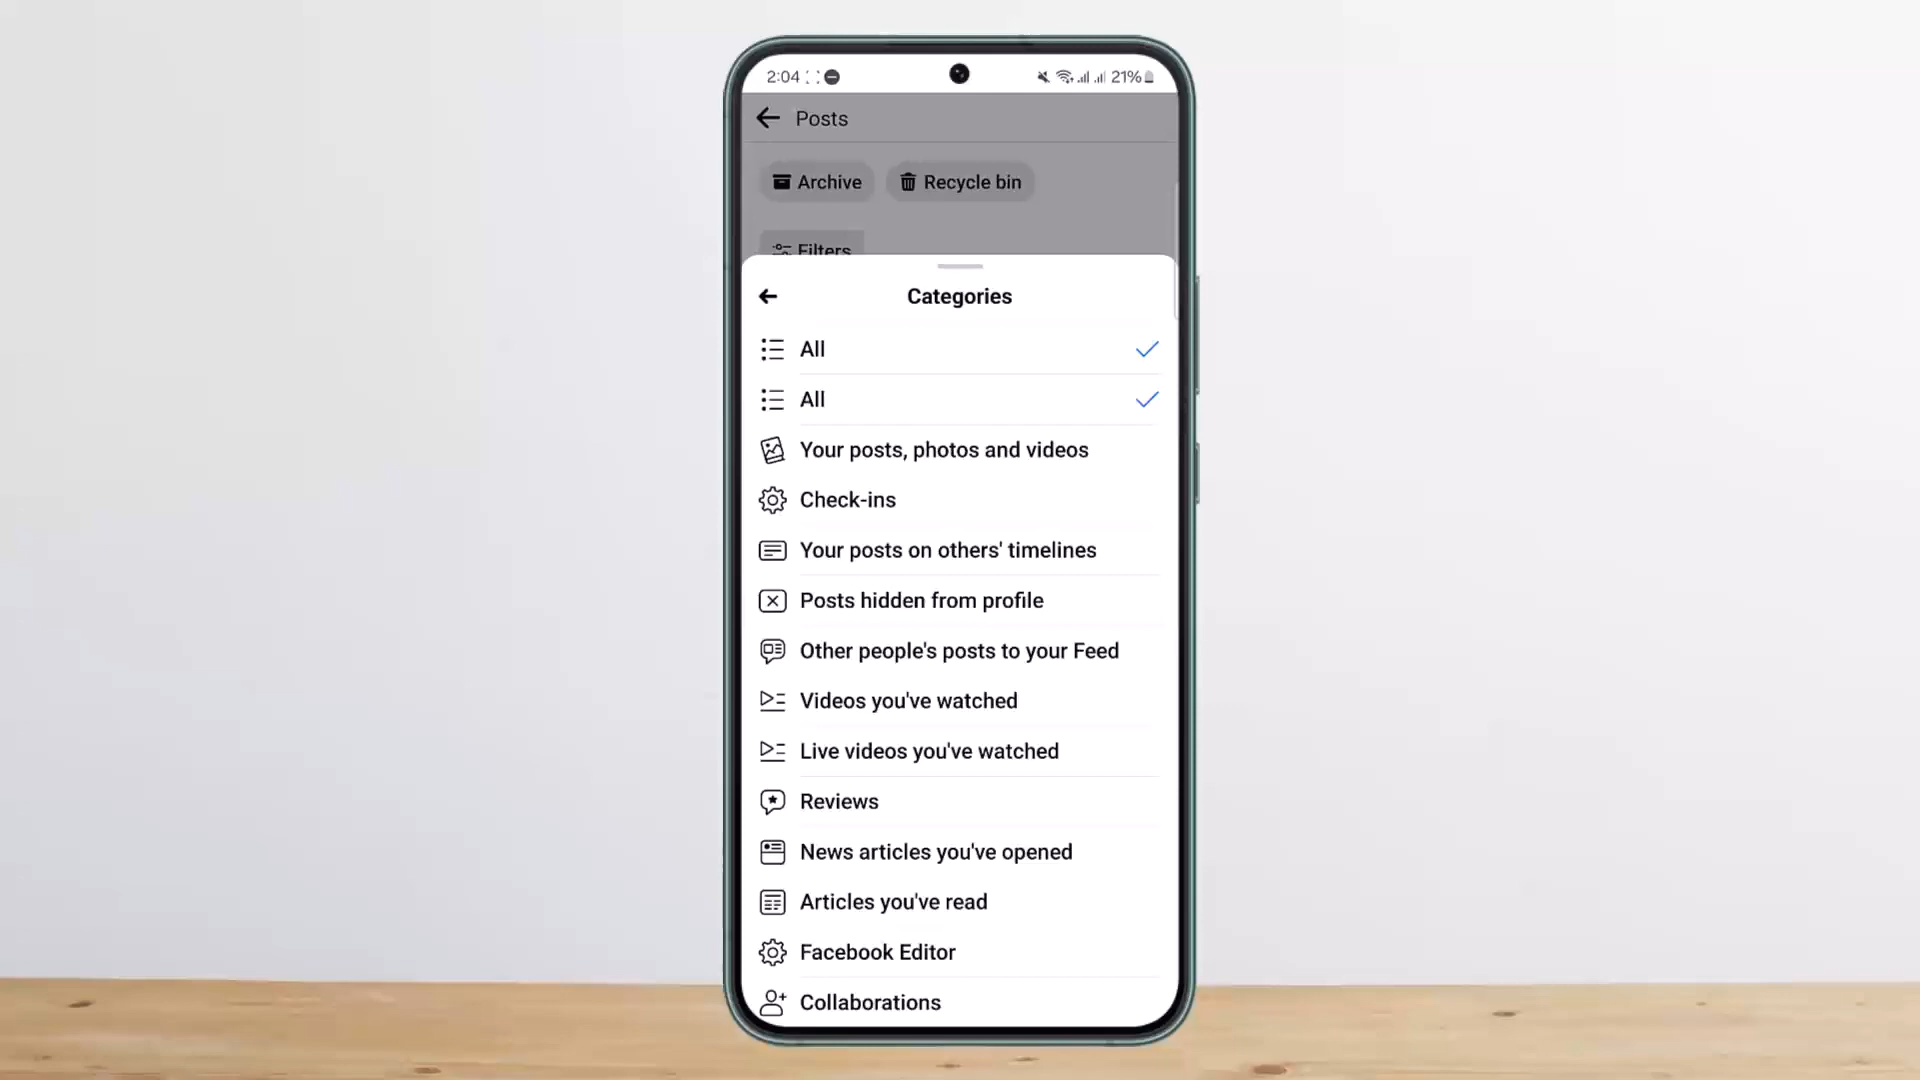 2:04
21%
Posts
Archive
Recycle bin
Filters
Categories
All
All
Your posts, photos and videos
Check-ins
Your posts on others' timelines
Posts hidden from profile
Other people's posts to your Feed
Videos you've watched
Live videos you've watched
Reviews
News articles you've opened
Articles you've read
Facebook Editor
Collaborations